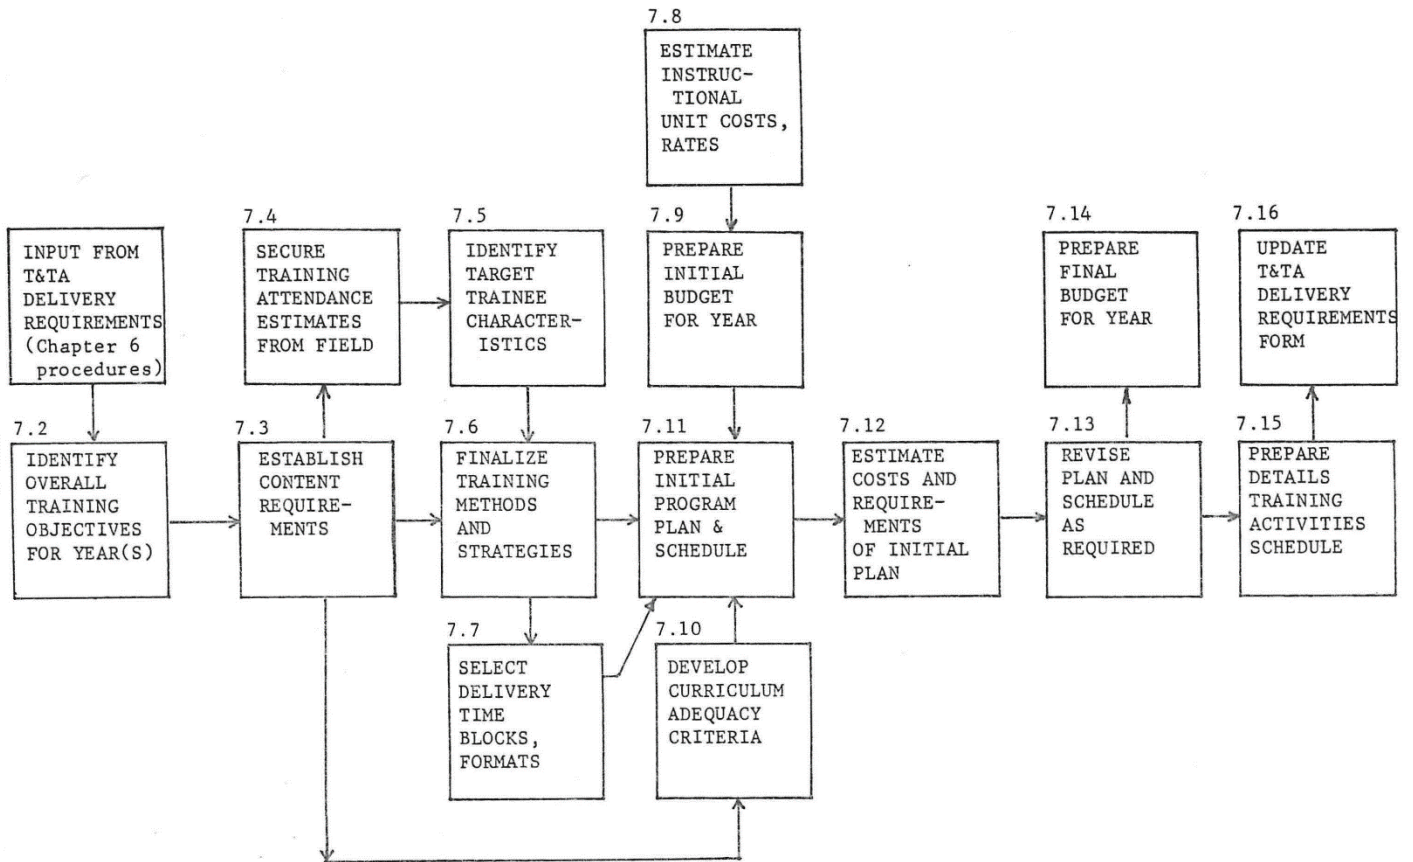 7.8
ESTIMATE
INSTRUC-
TIONAL
UNIT COSTS,
RATES
INPUT FROM
T&TA
DELIVERY
REQUIREMENTS
(Chapter 6
procedures)
7.4
SECURE
TRAINING
ATTENDANCE
ESTIMATES
FROM FIELD
7.5
IDENTIFY
TARGET
TRAINEE
CHARACTER-
ISTICS
7.9
PREPARE
INITIAL
BUDGET
FOR YEAR
7.14
PREPARE
FINAL
BUDGET
FOR YEAR
7.16
UPDATE
T&TA
DELIVERY
REQUIREMENTS
FORM
7.2
IDENTIFY
OVERALL
TRAINING
OBJECTIVES
FOR YEAR(S)
7.3
ESTABLISH
CONTENT
REQUIRE-
MENTS
7.6
FINALIZE
TRAINING
METHODS
AND
STRATEGIES
7.11
PREPARE
INITIAL
PROGRAM
PLAN &
SCHEDULE
7.12
ESTIMATE
COSTS AND
REQUIRE-
MENTS
OF INITIAL
PLAN
7.13
REVISE
PLAN AND
SCHEDULE
AS
REQUIRED
7.15
PREPARE
DETAILS
TRAINING
ACTIVITIES
SCHEDULE
7.7
SELECT
DELIVERY
TIME
BLOCKS,
FORMATS
7.10
DEVELOP
CURRICULUM
ADEQUACY
CRITERIA